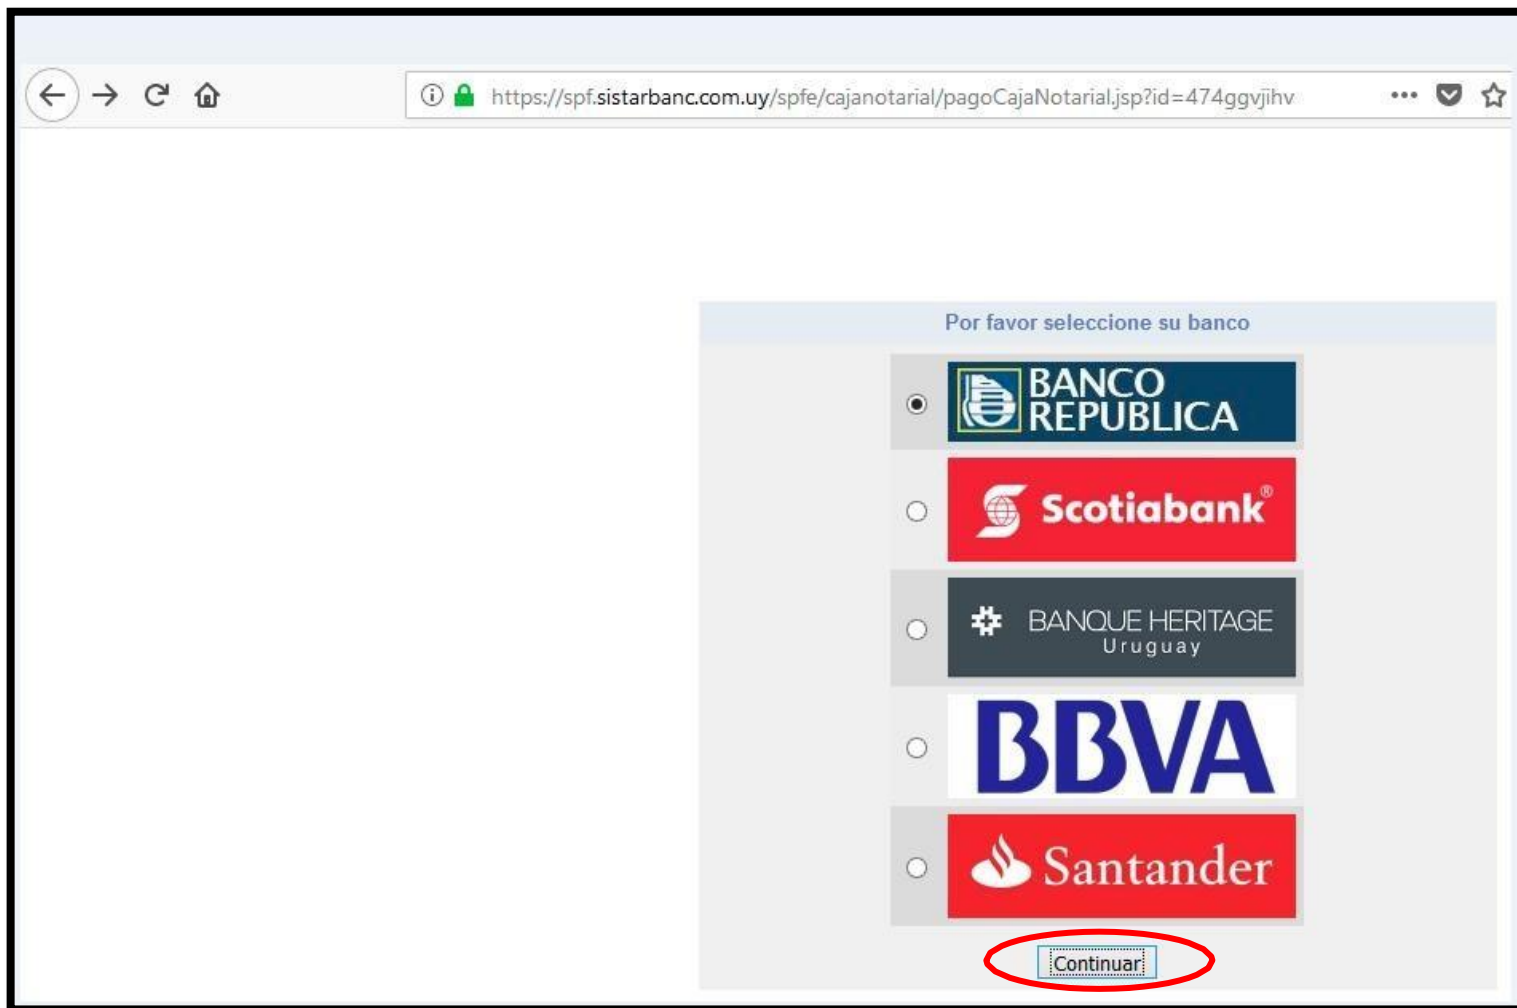 https://spf.sistarbanc.com.uy/spfe/cajanotarial/pagoCajaNotarial.jsp?id=474ggvjihv
Por favor seleccione su banco
BANCO
REPUBLICA
Scotiabank®
BANQUE HERITAGE
Uruguay
BBVA
Santander
Continuar